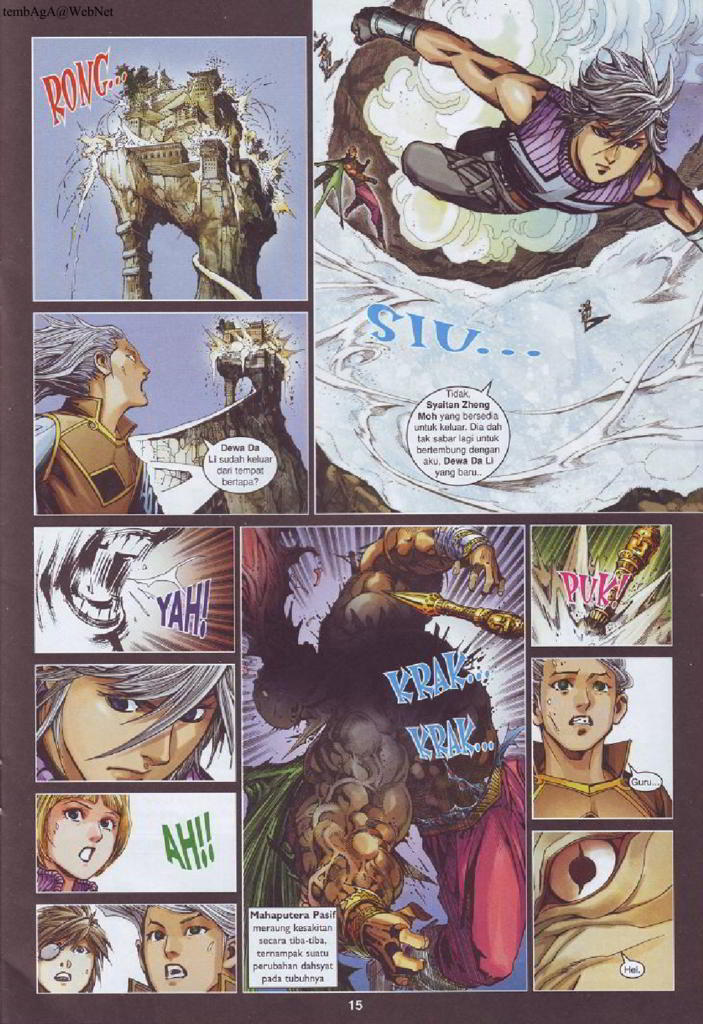 tembAgA@WebNet
RONG...
SIU...
Tidak,
Syaitan Zheng
Moh yang bersedia
untuk keluar. Dia dah
tak sabar lagi untuk
bertembung dengan
aku, Dewa Da Li
yang baru..
Dewa Da
Li sudah keluar
dari tempat
bertapa?
YAH!
AH!!
KRAK...
KRAK...
Mahaputera Pasif
meraung kesakitan
secara tiba-tiba,
ternampak suatu
perubahan dahsyat
pada tubuhnya
PUK!
Guru...
Hei.
15